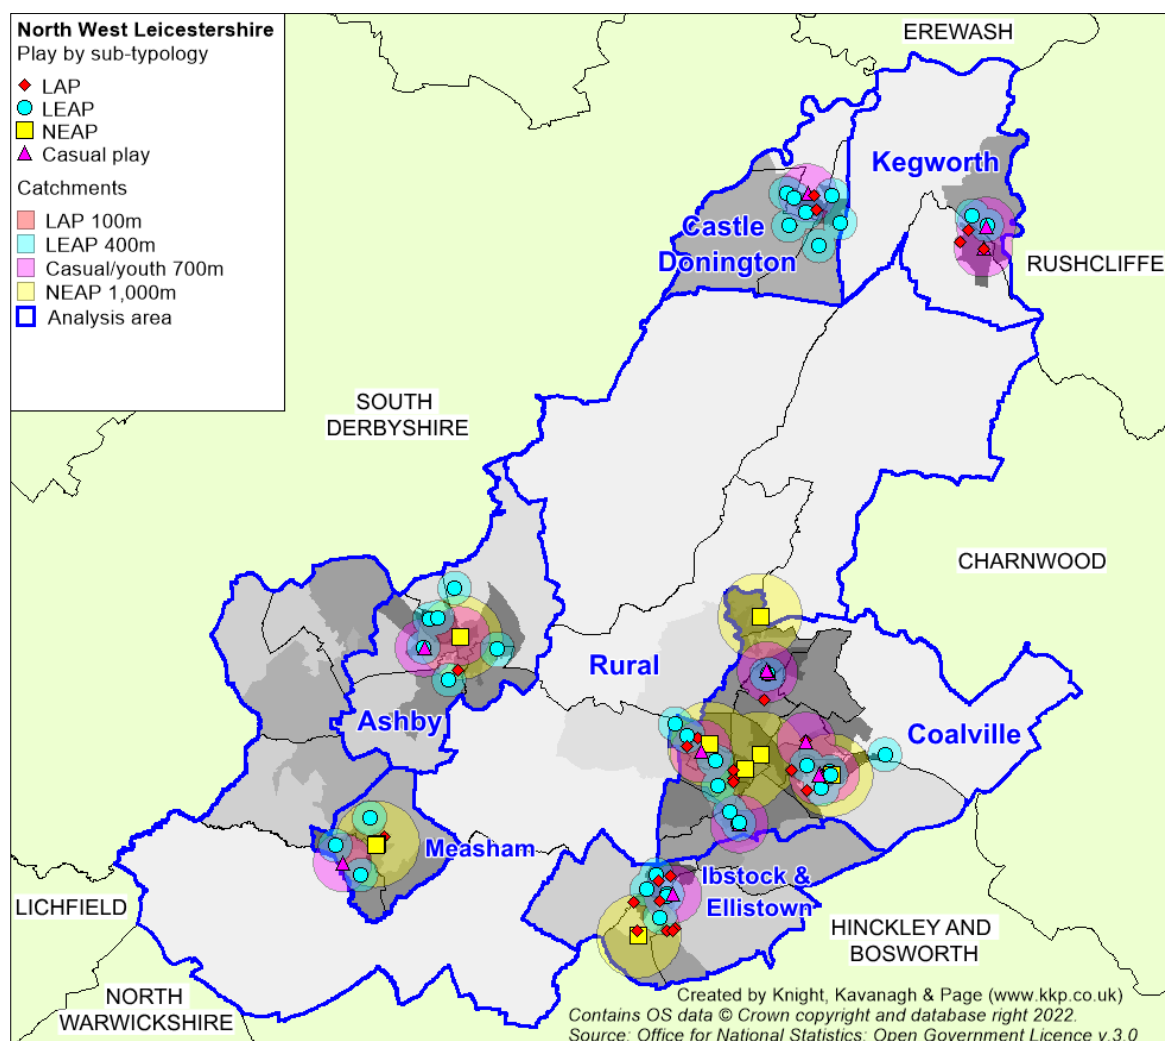 North West Leicestershire
Play by sub-typology
LAP
LEAP
NEAP
Casual play
Catchments
LAP 100m
LEAP 400m
Casual/youth 700m
NEAP 1,000m
Analysis area
EREWASH
Kegworth
Castle
Donington
RUSHCLIFFE
SOUTH
DERBYSHIRE
CHARNWOOD
Rural
Ashby
Coalville
Measham
Ibstock &
Ellistown
LICHFIELD
HINCKLEY AND
BOSWORTH
NORTH
WARWICKSHIRE
Created by Knight, Kavanagh & Page (www.kkp.co.uk)
Contains OS data © Crown copyright and database right 2022.
Source: Office for National Statistics: Open Government Licence v.3.0